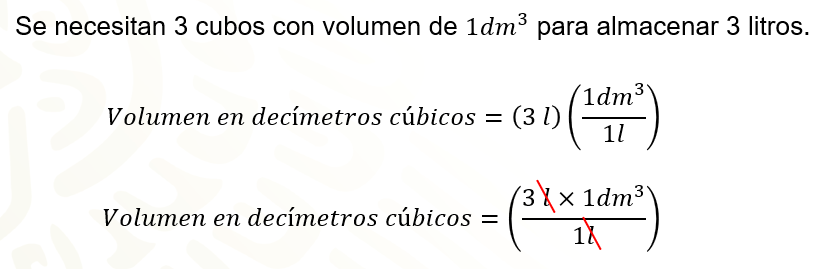 Se necesitan 3 cubos con volumen de 1dm³ para almacenar 3 litros.
Volumen en decímetros cúbicos = (3 l) (1dm³/1l)
Volumen en decímetros cúbicos = (3 l × 1dm³/1l)